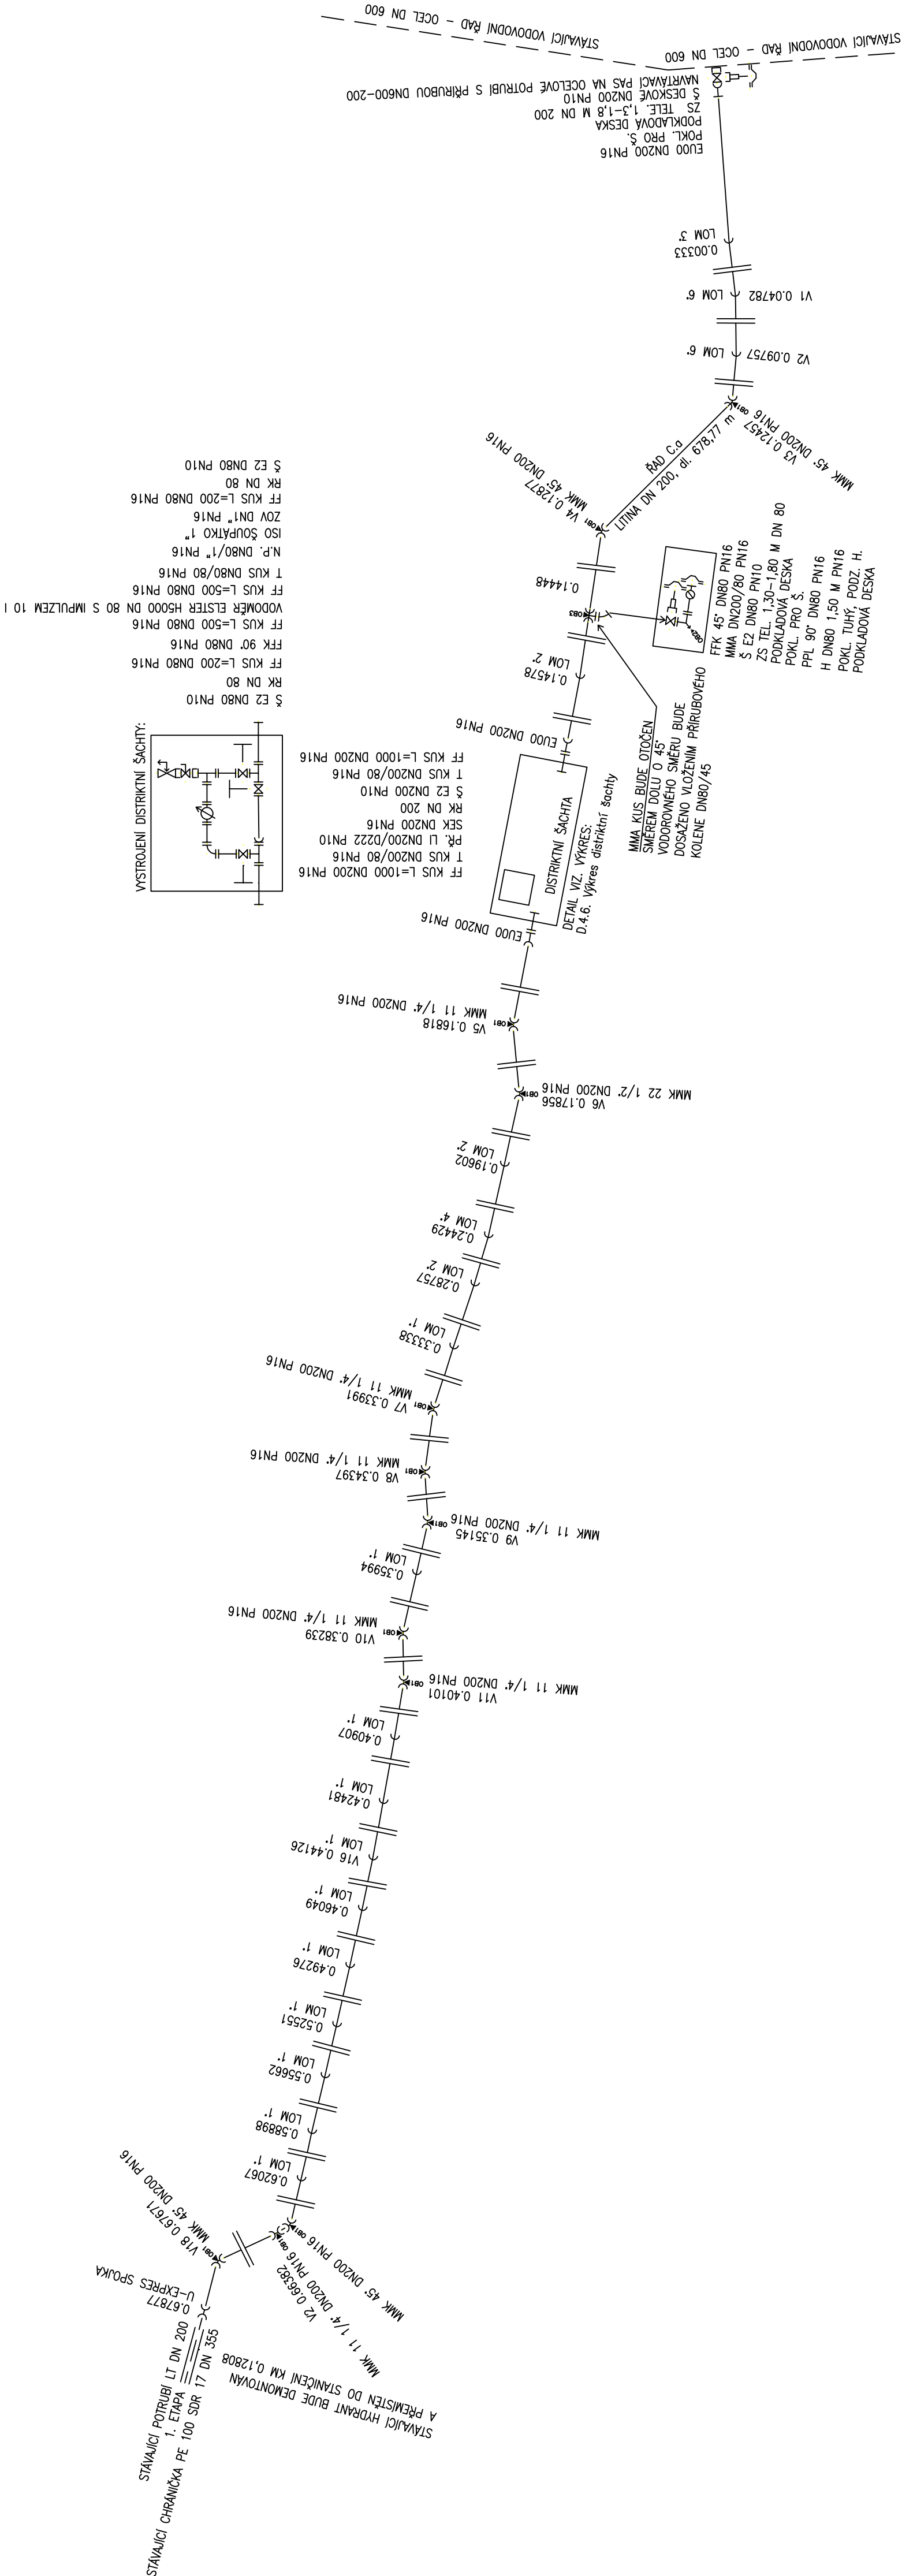 STÁVAJÍCÍ VODOVODNÍ ŘAD - OCEL DN 600
STÁVAJÍCÍ VODOVODNÍ ŘAD - OCEL DN 600
NAVRTÁVACÍ PAS NA OCELOVÉ POTRUBÍ S PŘÍRUBOU DN600-200
Š DESKOVÉ DN200 PN10
ZS TELE. 1,3-1,8 M DN 200
PODKLADOVÁ DESKA
POKL. PRO Š.
EU00 DN200 PN16
0.00333
LOM 3°
V1 0.04782
LOM 6°
V2 0.09757
LOM 6°
OB1
V3 0.12457
MMK 45° DN200 PN16
ŘAD C.a
LITINA DN 200, dl. 678,77 m
OB1
V4 0.12877
MMK 45° DN200 PN16
0.14448
OB3
OB2
FFK 45° DN80 PN16
MMA DN200/80 PN16
Š E2 DN80 PN10
ZS TEL. 1,30-1,80 M DN 80
PODKLADOVÁ DESKA
POKL. PRO Š.
PPL 90° DN80 PN16
H DN80 1,50 M PN16
POKL. TUHÝ, PODZ. H.
PODKLADOVÁ DESKA
MMA KUS BUDE OTOČEN
SMĚREM DOLU O 45°
VODOROVNÉHO SMĚRU BUDE
DOSAŽENO VLOŽENÍM PŘÍRUBOVÉHO
KOLENE DN80/45
0.14578
LOM 2°
EU00 DN200 PN16
DISTRIKTNÍ ŠACHTA
DETAIL VIZ. VÝKRES:
D.4.6. Výkres distriktní šachty
EU00 DN200 PN16
FF KUS L=1000 DN200 PN16
T KUS DN200/80 PN16
PŘ. LI DN200/D222 PN10
SEK DN200 PN16
RK DN 200
Š E2 DN200 PN10
T KUS DN200/80 PN16
FF KUS L=1000 DN200 PN16
VYSTROJENÍ DISTRIKTNÍ ŠACHTY:
Š E2 DN80 PN10
RK DN 80
FF KUS L=200 DN80 PN16
FFK 90° DN80 PN16
FF KUS L=500 DN80 PN16
VODOMĚR ELSTER H5000 DN 80 S IMPULZEM 10 l
FF KUS L=500 DN80 PN16
T KUS DN80/80 PN16
N.P. DN80/1" PN16
ISO ŠOUPÁTKO 1"
ZOV DN1" PN16
FF KUS L=200 DN80 PN16
RK DN 80
Š E2 DN80 PN10
OB1
V5 0.16818
MMK 11 1/4° DN200 PN16
OB1
V6 0.17856
MMK 22 1/2° DN200 PN16
0.19602
LOM 2°
0.24429
LOM 4°
0.28757
LOM 2°
0.33338
LOM 1°
OB1
V7 0.33991
MMK 11 1/4° DN200 PN16
OB1
V8 0.34397
MMK 11 1/4° DN200 PN16
OB1
V9 0.35145
MMK 11 1/4° DN200 PN16
0.35994
LOM 1°
OB1
V10 0.38239
MMK 11 1/4° DN200 PN16
OB1
V11 0.40101
MMK 11 1/4° DN200 PN16
0.40907
LOM 1°
0.42481
LOM 1°
V16 0.44126
LOM 1°
0.46049
LOM 1°
0.49276
LOM 1°
0.52551
LOM 1°
0.55662
LOM 1°
0.58898
LOM 1°
0.62067
LOM 1°
OB1
MMK 45° DN200 PN16
OB1
V2 0.66382
MMK 11 1/4° DN200 PN16
OB1
V18 0.67671
MMK 45° DN200 PN16
0.67877
U-EXPRES SPOJKA
STÁVAJÍCÍ HYDRANT BUDE DEMONTOVÁN
A PŘEMÍSTĚN DO STANIČENÍ KM 0,12808
STÁVAJÍCÍ POTRUBÍ LT DN 200
1. ETAPA
STÁVAJÍCÍ CHRÁNIČKA PE 100 SDR 17 DN 355